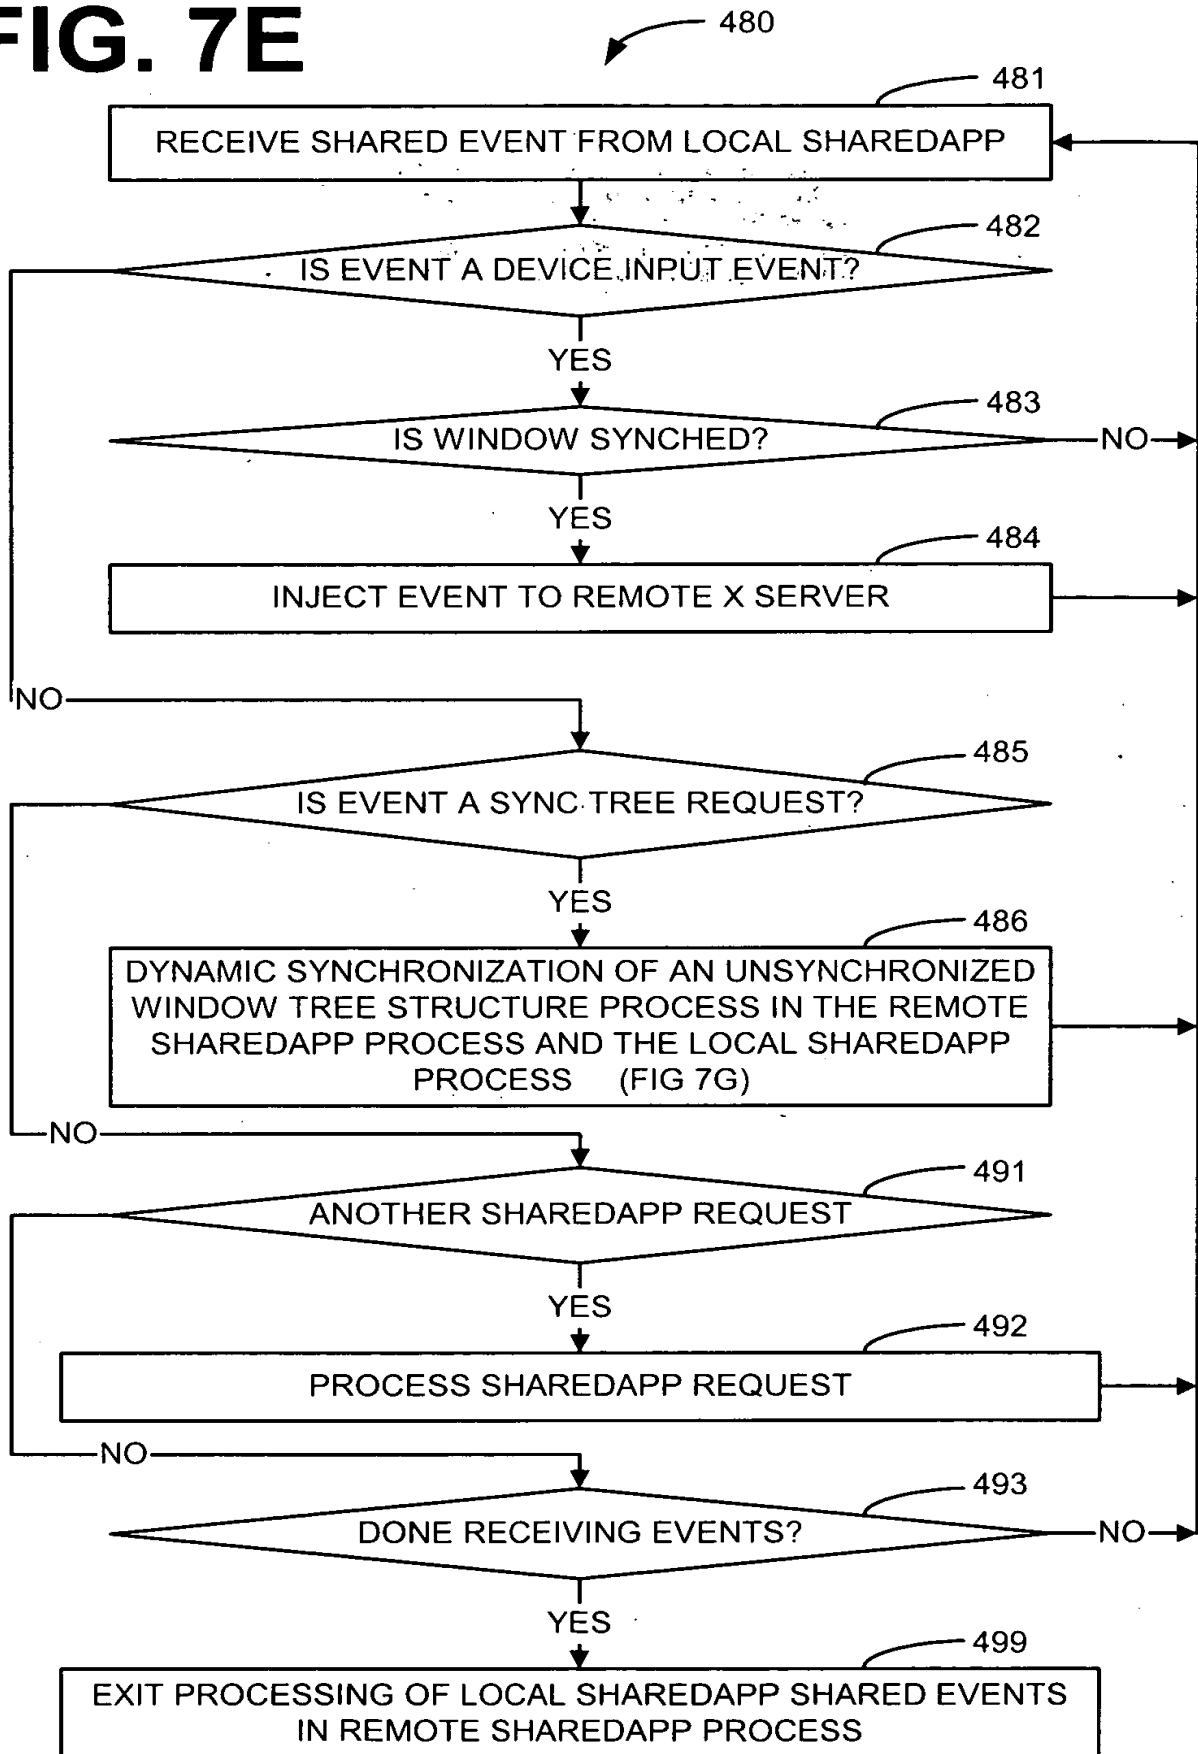 FIG. 7E
480
481
RECEIVE SHARED EVENT FROM LOCAL SHAREDAPP
482
IS EVENT A DEVICE INPUT EVENT?
YES
483
IS WINDOW SYNCHED?
NO
YES
484
INJECT EVENT TO REMOTE X SERVER
NO
485
IS EVENT A SYNC TREE REQUEST?
YES
486
DYNAMIC SYNCHRONIZATION OF AN UNSYNCHRONIZED
WINDOW TREE STRUCTURE PROCESS IN THE REMOTE
SHAREDAPP PROCESS AND THE LOCAL SHAREDAPP
PROCESS (FIG 7G)
NO
491
ANOTHER SHAREDAPP REQUEST
YES
492
PROCESS SHAREDAPP REQUEST
NO
493
DONE RECEIVING EVENTS?
NO
YES
499
EXIT PROCESSING OF LOCAL SHAREDAPP SHARED EVENTS
IN REMOTE SHAREDAPP PROCESS